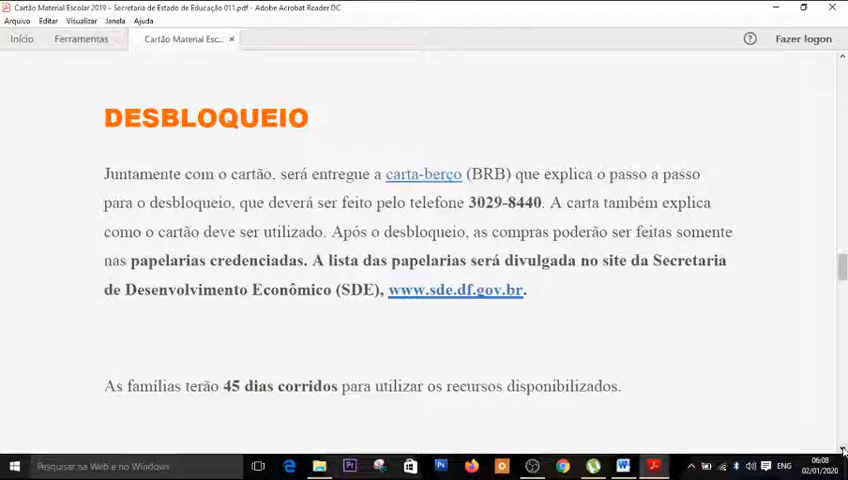 Cartão Material Escolar 2019 - Secretaria de Estado de Educação 011.pdf - Adobe Acrobat Reader DC
Arquivo Editar Visualizar Janela Ajuda
Início Ferramentas Cartão Material Esc... × ? Fazer logon
DESBLOQUEIO
Juntamente com o cartão. será entregue a carta-berço (BRB) que explica o passo a passo
para o desbloqueio, que deverá ser feito pelo telefone 3029-8440. A carta também explica
como o cartão deve ser utilizado. Após o desbloqueio, as compras poderão ser feitas somente
nas papelarias credenciadas. A lista das papelarias será divulgada no site da Secretaria
de Desenvolvimento Econômico (SDE), www.sde.df.gov.br.
As famílias terão 45 dias corridos para utilizar os recursos disponibilizados.
Pesquisar na Web e no Windows
ENG
06:08
02/01/2020